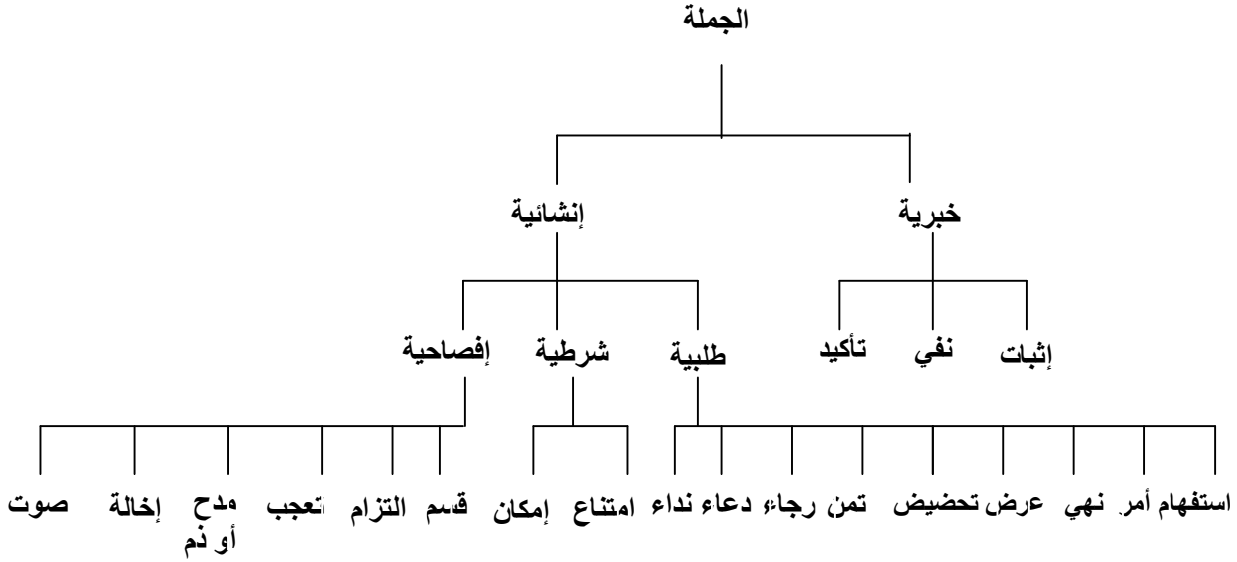 الجملة
خبرية إنشائية
إثبات نفي تأكيد طلبية شرطية إفصاحية
استفهام أمر نهي عرض تحضيض تمن رجاء دعاء نداء امتناع إمكان قسم التزام تعجب مدح إخالة صوت
أو ذم